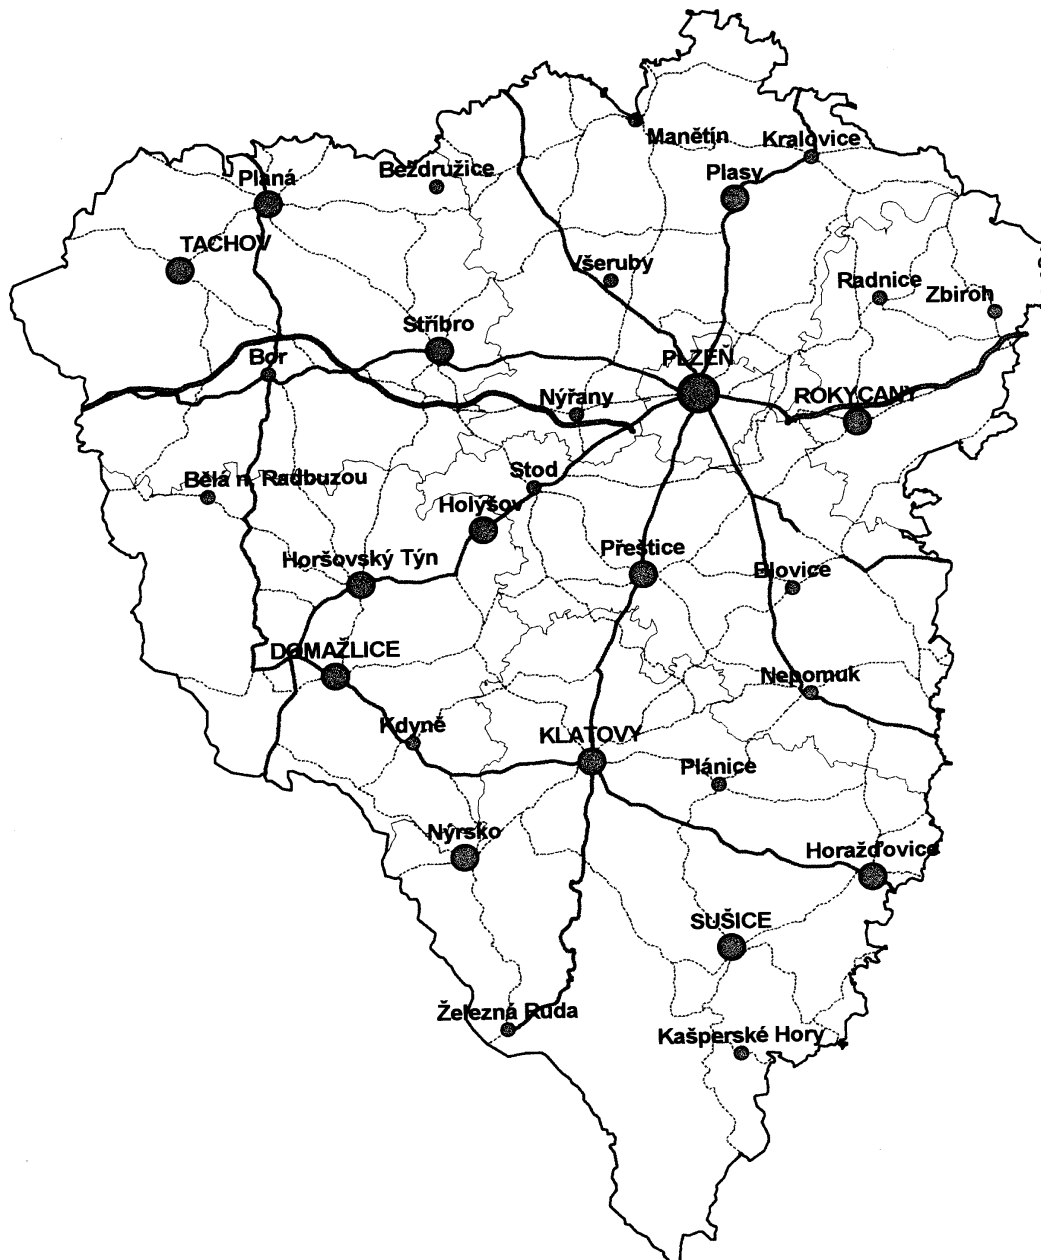 Manětín
Kralovice
Planá
Beždružice
Plasy
TACHOV
Všeruby
Radnice
Zbiroh
Stříbro
Bor
PLZEŇ
Nýřany
ROKYCANY
Bělá n. Radbuzou
Stod
Holýšov
Horšovský Týn
Přeštice
Blovice
DOMAŽLICE
Nepomuk
Kdyně
KLATOVY
Plánice
Nýrsko
Horažďovice
SUŠICE
Železná Ruda
Kašperské Hory